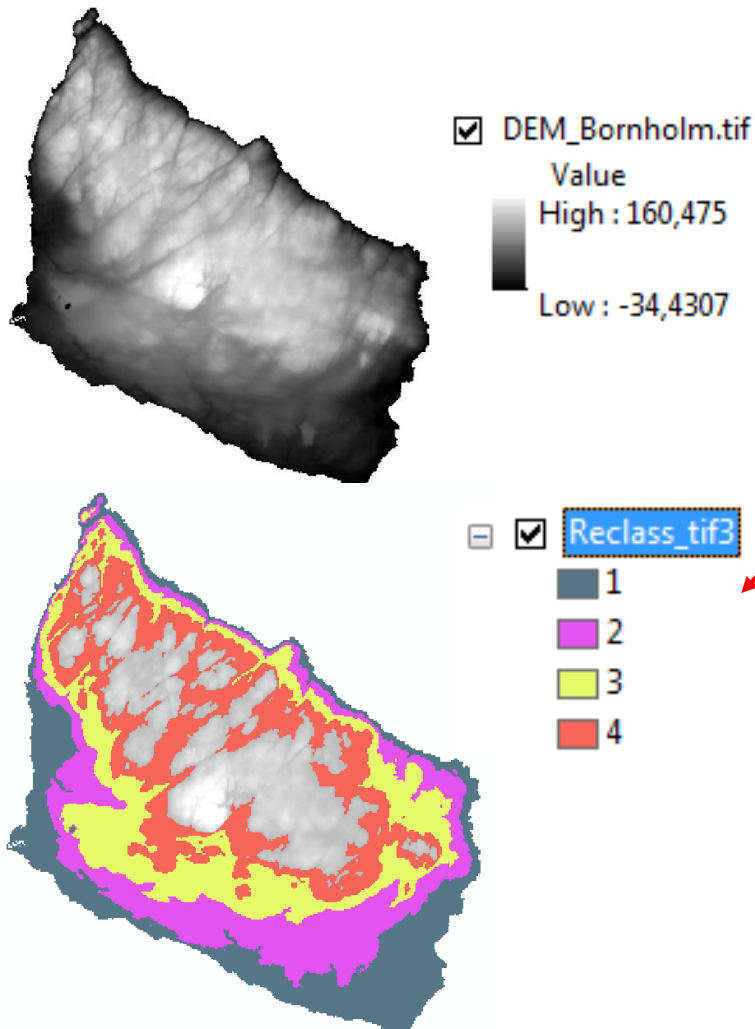 DEM_Bornholm.tif
Value
High : 160,475
Low : -34,4307
Reclass_tif3
1
2
3
4